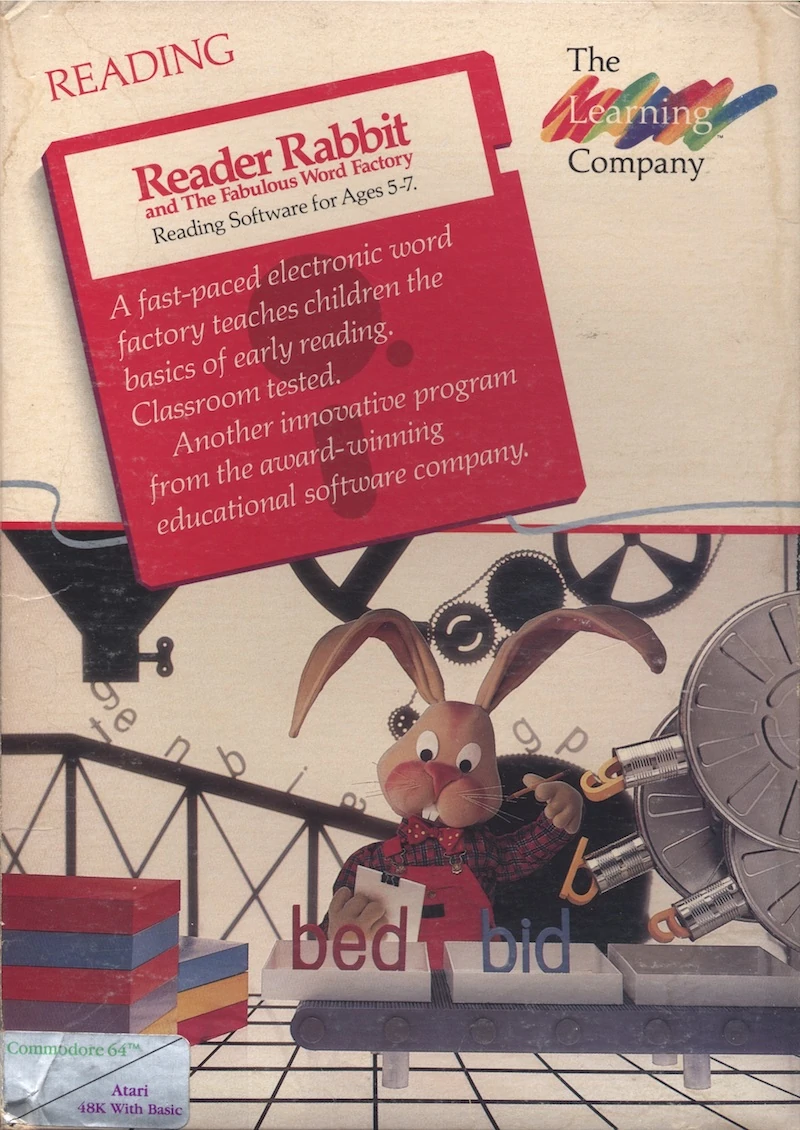 READING
The
Learning™
Company
Reader Rabbit
and The Fabulous Word Factory
Reading Software for Ages 5-7.
A fast-paced electronic word
factory teaches children the
basics of early reading.
Classroom tested.
Another innovative program
from the award-winning
educational software company.
g
e
t
n
b
i
a
g
p
g
b
e
bed
bid
Commodore 64™
Atari
48K With Basic